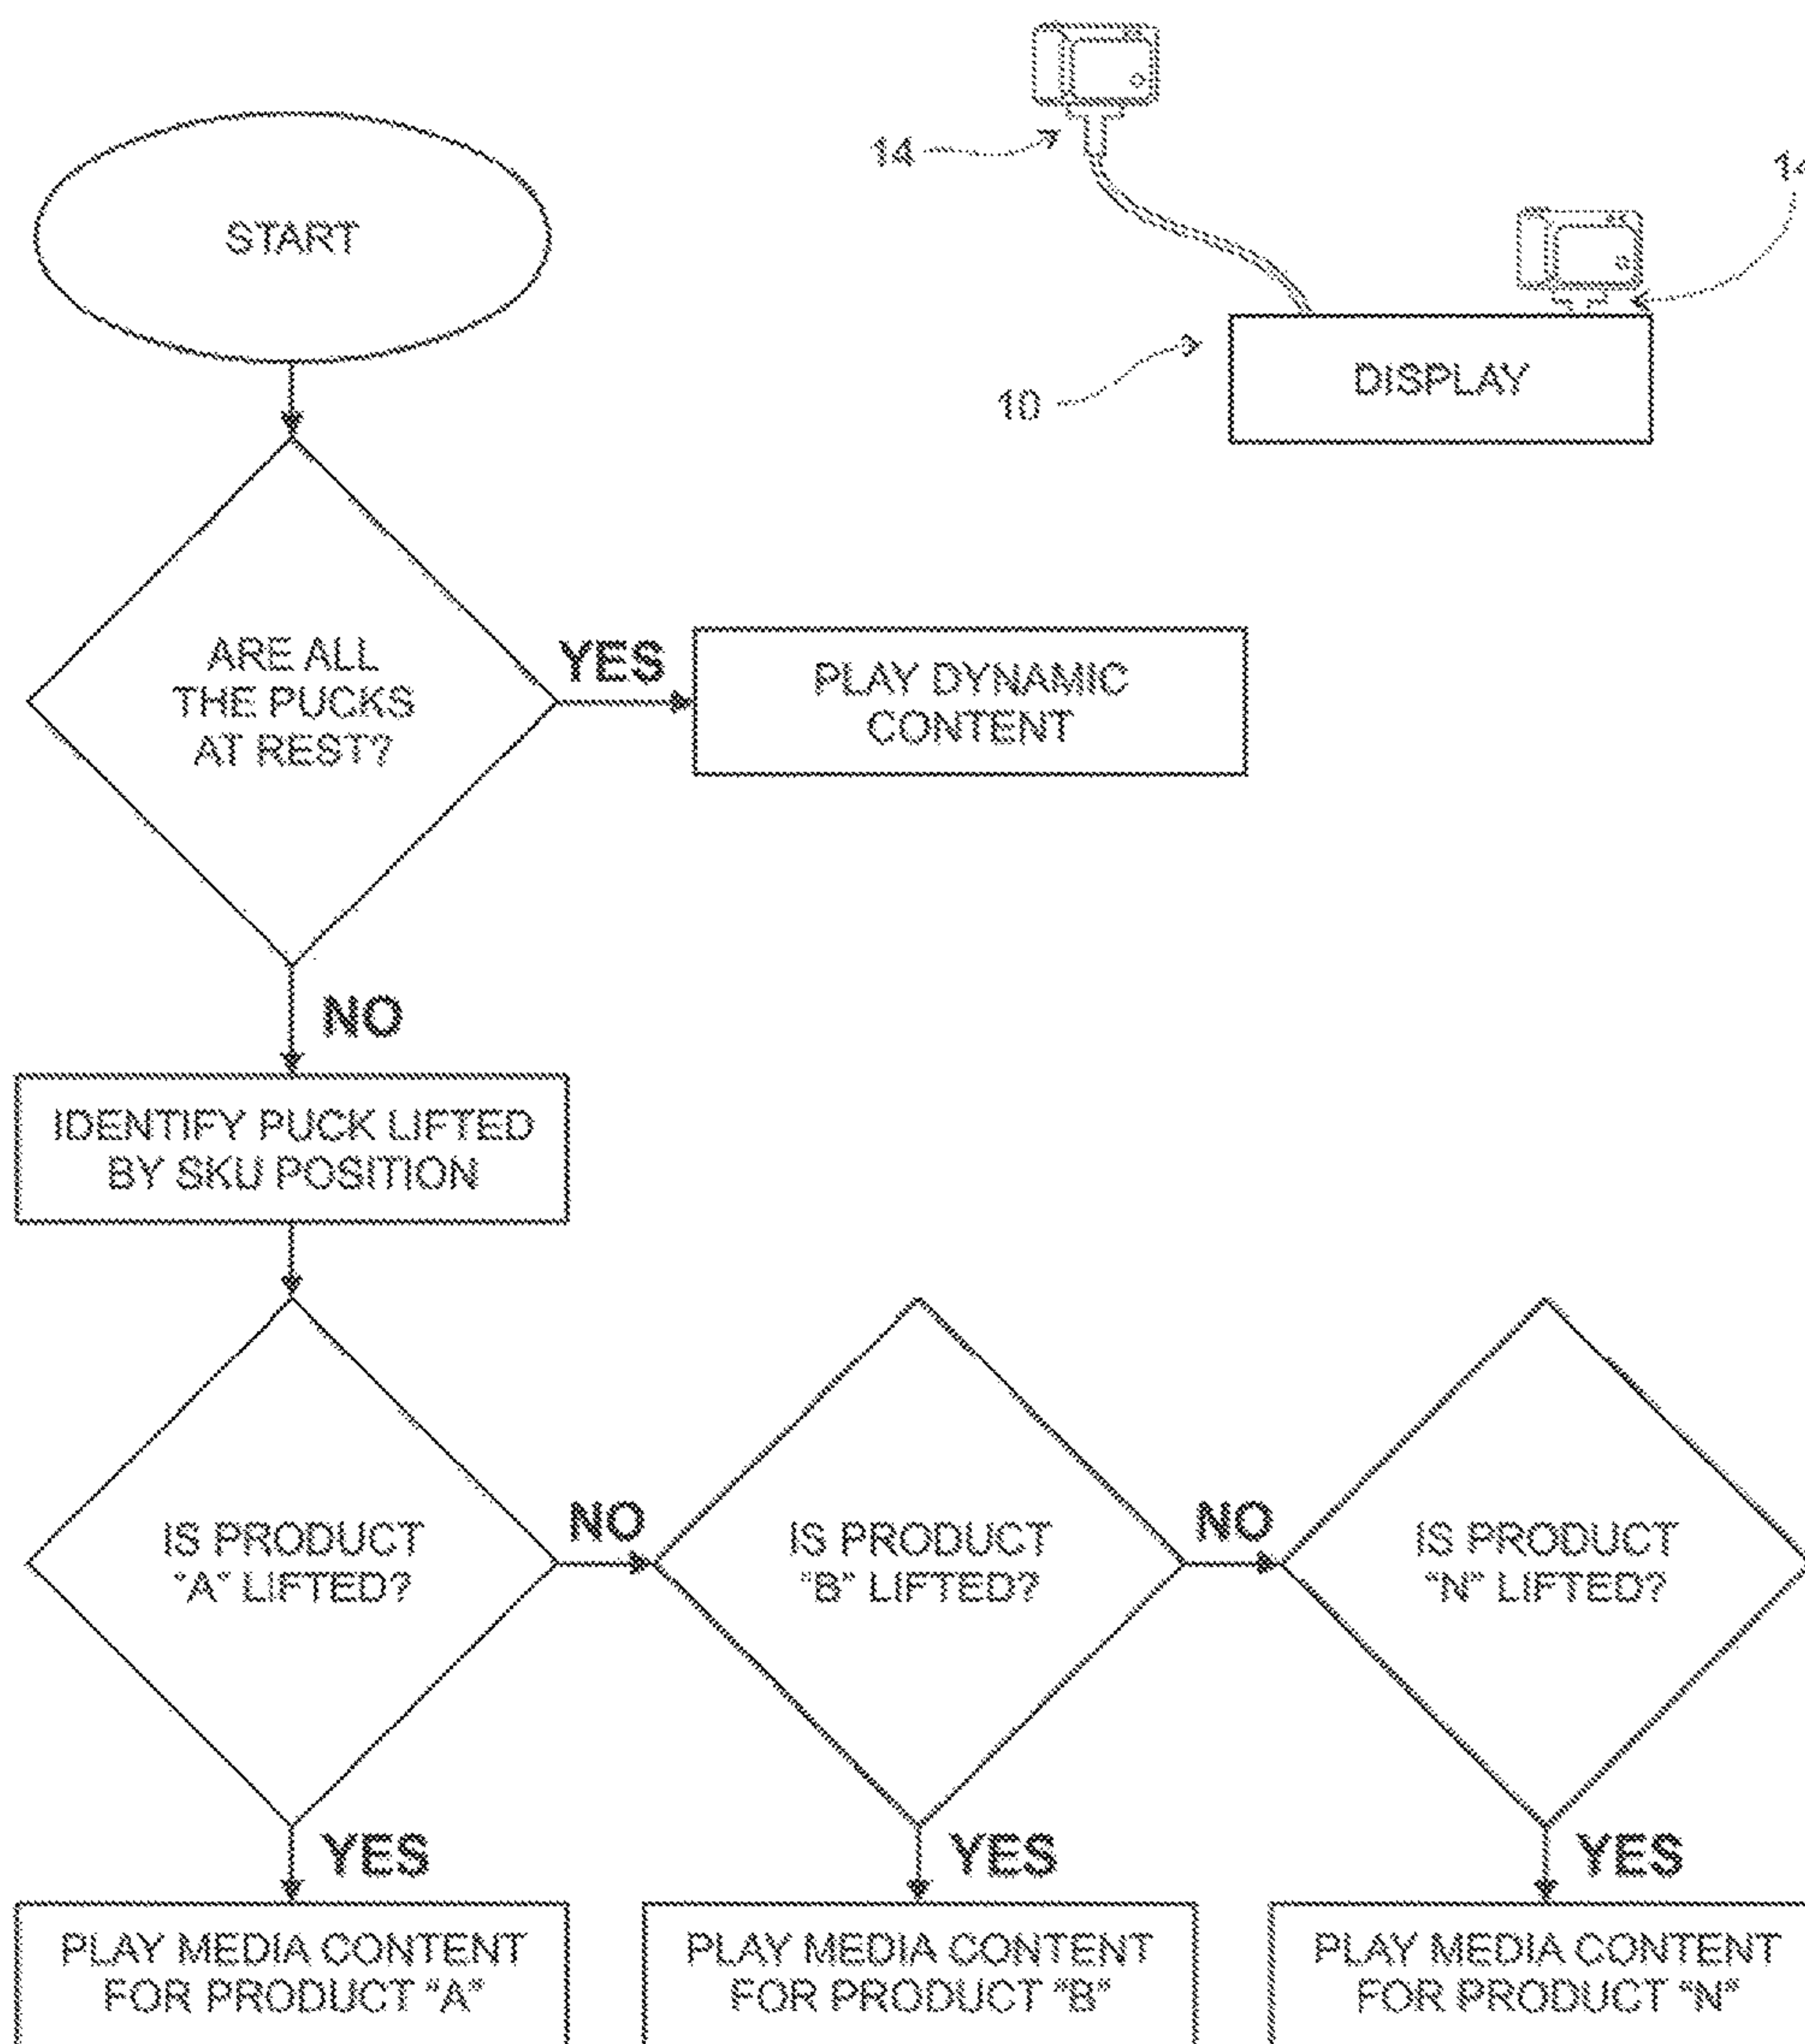 START
14
14
10
DISPLAY
ARE ALL
THE PUCKS
AT REST?
YES
PLAY DYNAMIC
CONTENT
NO
IDENTIFY PUCK LIFTED
BY SKU POSITION
IS PRODUCT
"A" LIFTED?
NO
IS PRODUCT
"B" LIFTED?
NO
IS PRODUCT
"N" LIFTED?
YES
YES
YES
PLAY MEDIA CONTENT
FOR PRODUCT "A"
PLAY MEDIA CONTENT
FOR PRODUCT "B"
PLAY MEDIA CONTENT
FOR PRODUCT "N"